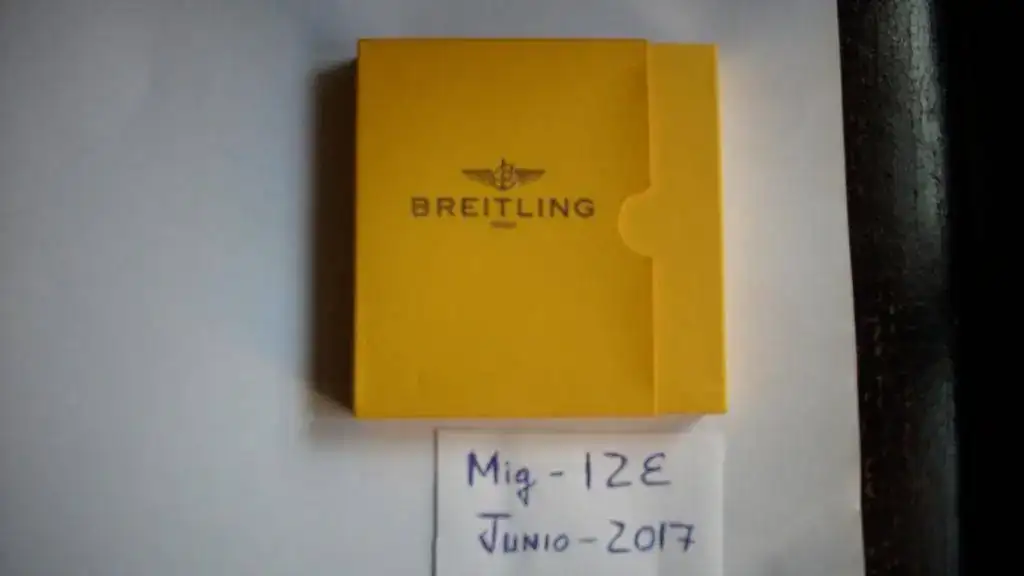 BREITLING
Mig - 12E
Junio - 2017